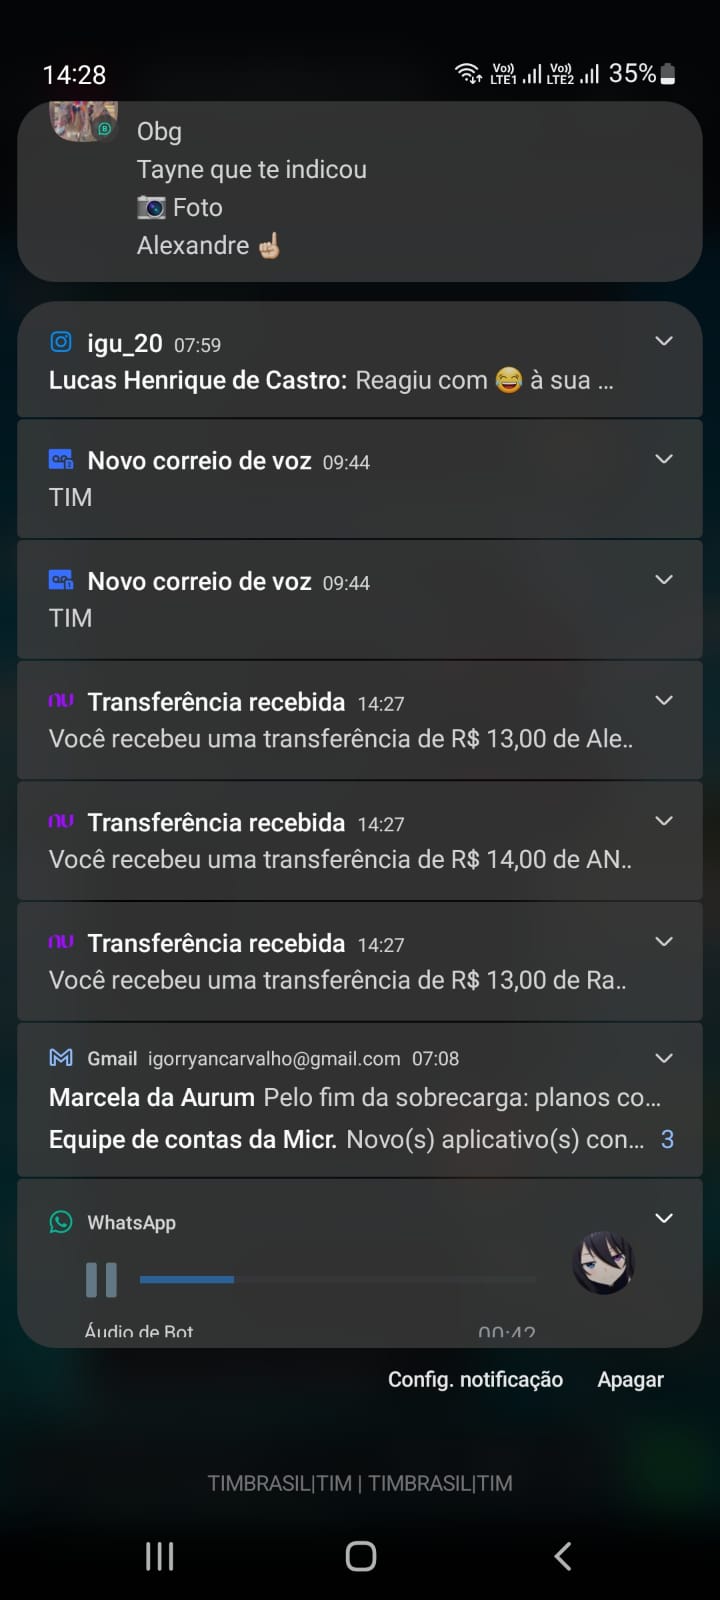 14:28 Vo)) LTE1 Vo)) LTE2 35%
Obg
Tayne que te indicou
📷 Foto
Alexandre ☝🏼
igu_20 07:59
Lucas Henrique de Castro: Reagiu com 😂 à sua ...
Novo correio de voz 09:44
TIM
Novo correio de voz 09:44
TIM
nu Transferência recebida 14:27
Você recebeu uma transferência de R$ 13,00 de Ale..
nu Transferência recebida 14:27
Você recebeu uma transferência de R$ 14,00 de AN..
nu Transferência recebida 14:27
Você recebeu uma transferência de R$ 13,00 de Ra..
Gmail igorryancarvalho@gmail.com 07:08
Marcela da Aurum Pelo fim da sobrecarga: planos co...
Equipe de contas da Micr. Novo(s) aplicativo(s) con... 3
WhatsApp
Áudio de Bot 00:42
Config. notificação Apagar
TIMBRASIL|TIM | TIMBRASIL|TIM